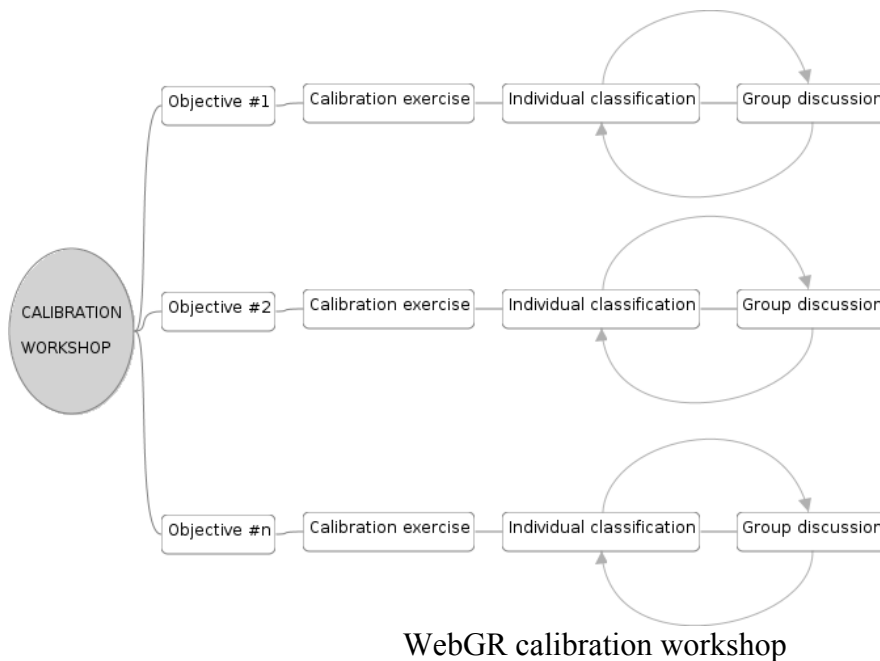 Objective #1
Calibration exercise
Individual classification
Group discussion
CALIBRATION
WORKSHOP
Objective #2
Calibration exercise
Individual classification
Group discussion
Objective #n
Calibration exercise
Individual classification
Group discussion
WebGR calibration workshop